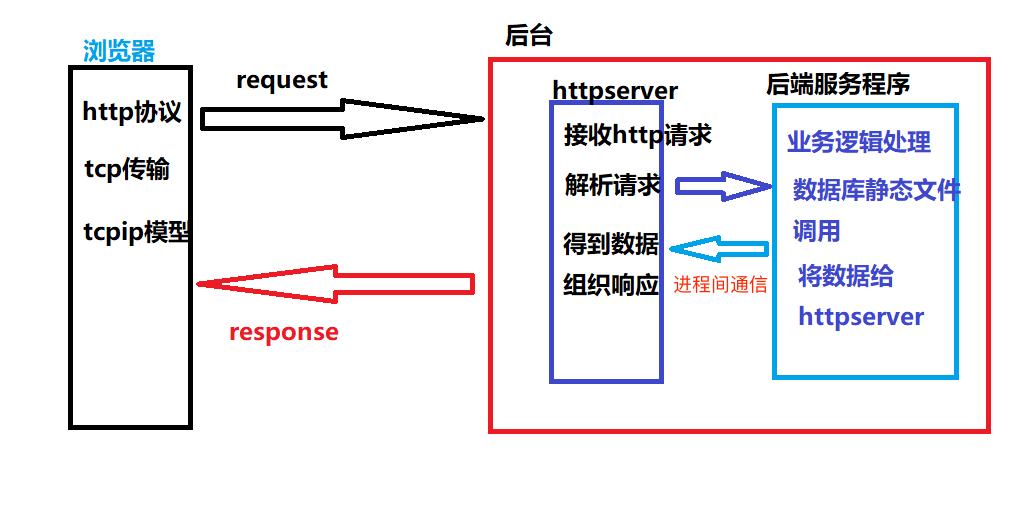 浏览器
http协议
tcp传输
tcpip模型
request
response
后台
httpserver
接收http请求
解析请求
得到数据
组织响应
进程间通信
后端服务程序
业务逻辑处理
数据库静态文件
调用
将数据给
httpserver